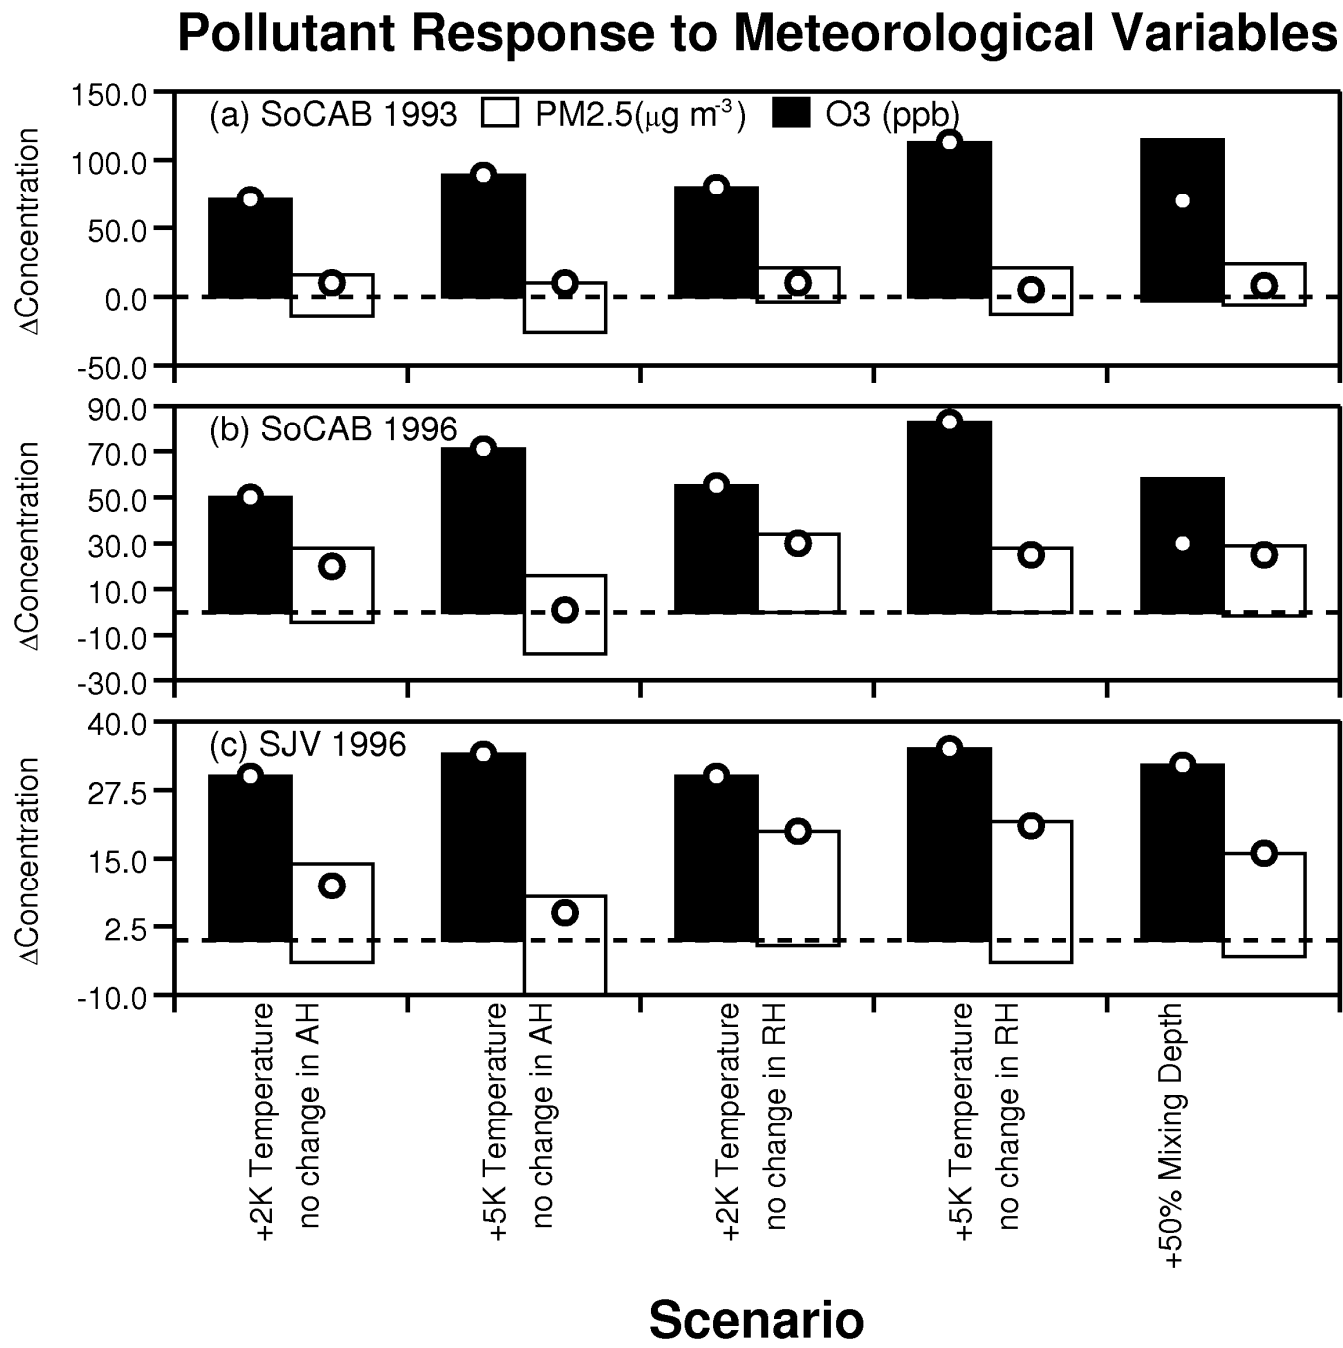 Pollutant Response to Meteorological Variables
150.0
(a) SoCAB 1993 PM2.5(μg m-3) O3 (ppb)
100.0
50.0
0.0
-50.0
ΔConcentration
90.0
(b) SoCAB 1996
70.0
50.0
30.0
10.0
-10.0
-30.0
ΔConcentration
40.0
(c) SJV 1996
27.5
15.0
2.5
-10.0
ΔConcentration
+2K Temperature
no change in AH
+5K Temperature
no change in AH
+2K Temperature
no change in RH
+5K Temperature
no change in RH
+50% Mixing Depth
Scenario